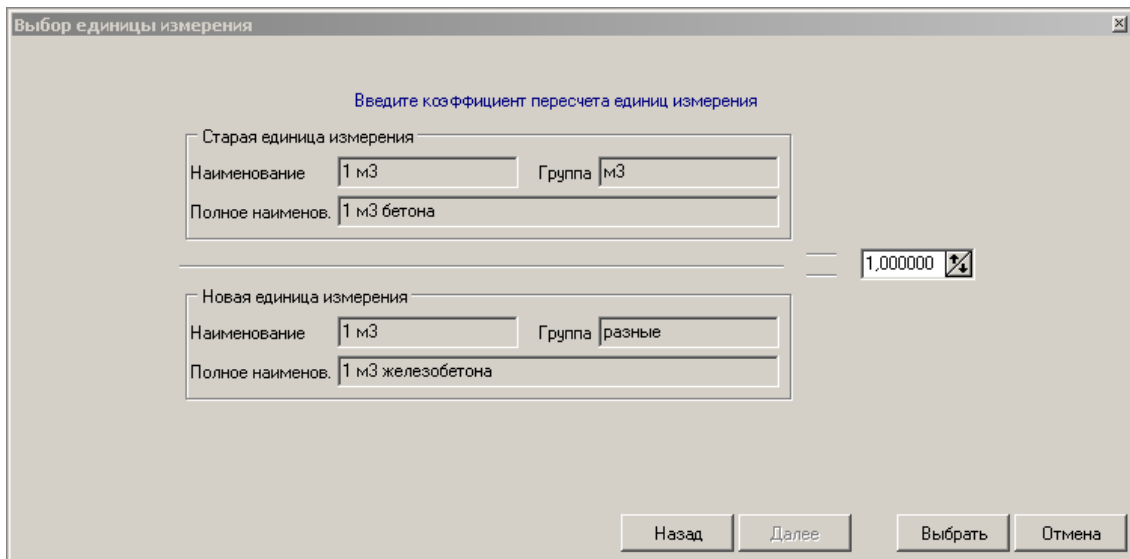 Выбор единицы измерения
Введите коэффициент пересчета единиц измерения
Старая единица измерения
Наименование 1 м3 Группа м3
Полное наименов. 1 м3 бетона
1,000000
Новая единица измерения
Наименование 1 м3 Группа разные
Полное наименов. 1 м3 железобетона
Назад Далее Выбрать Отмена